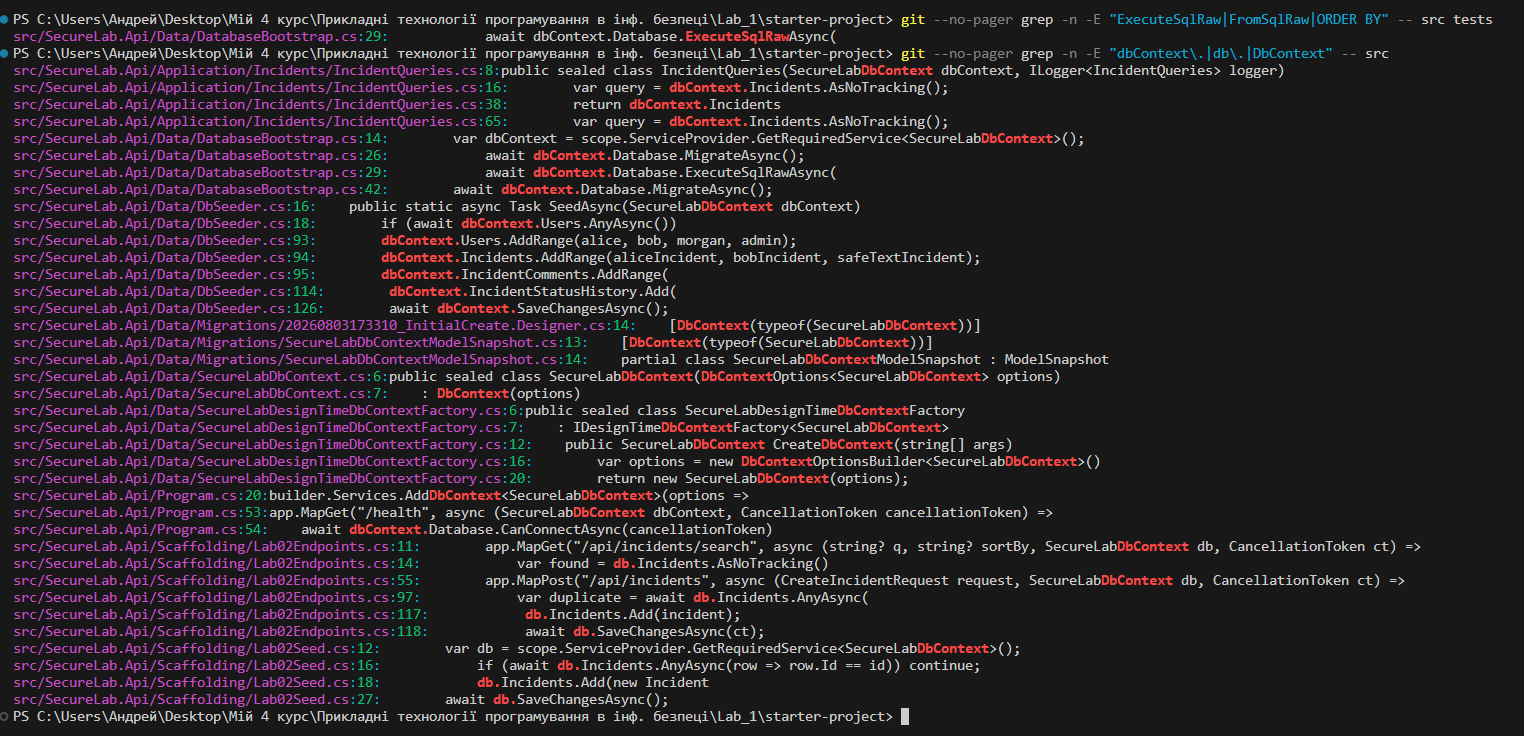 PS C:\Users\Андрей\Desktop\Мій 4 курс\Прикладні технології програмування в інф. безпеці\Lab_1\starter-project> git --no-pager grep -n -E "ExecuteSqlRaw|FromSqlRaw|ORDER BY" -- src tests
src/SecureLab.Api/Data/DatabaseBootstrap.cs:29:            await dbContext.Database.ExecuteSqlRawAsync(
PS C:\Users\Андрей\Desktop\Мій 4 курс\Прикладні технології програмування в інф. безпеці\Lab_1\starter-project> git --no-pager grep -n -E "dbContext\.|db\.|DbContext" -- src
src/SecureLab.Api/Application/Incidents/IncidentQueries.cs:8:public sealed class IncidentQueries(SecureLabDbContext dbContext, ILogger<IncidentQueries> logger)
src/SecureLab.Api/Application/Incidents/IncidentQueries.cs:16:        var query = dbContext.Incidents.AsNoTracking();
src/SecureLab.Api/Application/Incidents/IncidentQueries.cs:38:        return dbContext.Incidents
src/SecureLab.Api/Application/Incidents/IncidentQueries.cs:65:        var query = dbContext.Incidents.AsNoTracking();
src/SecureLab.Api/Data/DatabaseBootstrap.cs:14:        var dbContext = scope.ServiceProvider.GetRequiredService<SecureLabDbContext>();
src/SecureLab.Api/Data/DatabaseBootstrap.cs:26:            await dbContext.Database.MigrateAsync();
src/SecureLab.Api/Data/DatabaseBootstrap.cs:29:            await dbContext.Database.ExecuteSqlRawAsync(
src/SecureLab.Api/Data/DatabaseBootstrap.cs:42:        await dbContext.Database.MigrateAsync();
src/SecureLab.Api/Data/DbSeeder.cs:16:    public static async Task SeedAsync(SecureLabDbContext dbContext)
src/SecureLab.Api/Data/DbSeeder.cs:18:        if (await dbContext.Users.AnyAsync())
src/SecureLab.Api/Data/DbSeeder.cs:93:        dbContext.Users.AddRange(alice, bob, morgan, admin);
src/SecureLab.Api/Data/DbSeeder.cs:94:        dbContext.Incidents.AddRange(aliceIncident, bobIncident, safeTextIncident);
src/SecureLab.Api/Data/DbSeeder.cs:95:        dbContext.IncidentComments.AddRange(
src/SecureLab.Api/Data/DbSeeder.cs:114:        dbContext.IncidentStatusHistory.Add(
src/SecureLab.Api/Data/DbSeeder.cs:126:        await dbContext.SaveChangesAsync();
src/SecureLab.Api/Data/Migrations/20260803173310_InitialCreate.Designer.cs:14:    [DbContext(typeof(SecureLabDbContext))]
src/SecureLab.Api/Data/Migrations/SecureLabDbContextModelSnapshot.cs:13:    [DbContext(typeof(SecureLabDbContext))]
src/SecureLab.Api/Data/Migrations/SecureLabDbContextModelSnapshot.cs:14:    partial class SecureLabDbContextModelSnapshot : ModelSnapshot
src/SecureLab.Api/Data/SecureLabDbContext.cs:6:public sealed class SecureLabDbContext(DbContextOptions<SecureLabDbContext> options)
src/SecureLab.Api/Data/SecureLabDbContext.cs:7:    : DbContext(options)
src/SecureLab.Api/Data/SecureLabDesignTimeDbContextFactory.cs:6:public sealed class SecureLabDesignTimeDbContextFactory
src/SecureLab.Api/Data/SecureLabDesignTimeDbContextFactory.cs:7:    : IDesignTimeDbContextFactory<SecureLabDbContext>
src/SecureLab.Api/Data/SecureLabDesignTimeDbContextFactory.cs:12:    public SecureLabDbContext CreateDbContext(string[] args)
src/SecureLab.Api/Data/SecureLabDesignTimeDbContextFactory.cs:16:        var options = new DbContextOptionsBuilder<SecureLabDbContext>()
src/SecureLab.Api/Data/SecureLabDesignTimeDbContextFactory.cs:20:        return new SecureLabDbContext(options);
src/SecureLab.Api/Program.cs:20:builder.Services.AddDbContext<SecureLabDbContext>(options =>
src/SecureLab.Api/Program.cs:53:app.MapGet("/health", async (SecureLabDbContext dbContext, CancellationToken cancellationToken) =>
src/SecureLab.Api/Program.cs:54:    await dbContext.Database.CanConnectAsync(cancellationToken)
src/SecureLab.Api/Scaffolding/Lab02Endpoints.cs:11:        app.MapGet("/api/incidents/search", async (string? q, string? sortBy, SecureLabDbContext db, CancellationToken ct) =>
src/SecureLab.Api/Scaffolding/Lab02Endpoints.cs:14:            var found = db.Incidents.AsNoTracking()
src/SecureLab.Api/Scaffolding/Lab02Endpoints.cs:55:        app.MapPost("/api/incidents", async (CreateIncidentRequest request, SecureLabDbContext db, CancellationToken ct) =>
src/SecureLab.Api/Scaffolding/Lab02Endpoints.cs:97:            var duplicate = await db.Incidents.AnyAsync(
src/SecureLab.Api/Scaffolding/Lab02Endpoints.cs:117:            db.Incidents.Add(incident);
src/SecureLab.Api/Scaffolding/Lab02Endpoints.cs:118:            await db.SaveChangesAsync(ct);
src/SecureLab.Api/Scaffolding/Lab02Seed.cs:12:        var db = scope.ServiceProvider.GetRequiredService<SecureLabDbContext>();
src/SecureLab.Api/Scaffolding/Lab02Seed.cs:16:            if (await db.Incidents.AnyAsync(row => row.Id == id)) continue;
src/SecureLab.Api/Scaffolding/Lab02Seed.cs:18:            db.Incidents.Add(new Incident
src/SecureLab.Api/Scaffolding/Lab02Seed.cs:27:        await db.SaveChangesAsync();
PS C:\Users\Андрей\Desktop\Мій 4 курс\Прикладні технології програмування в інф. безпеці\Lab_1\starter-project>